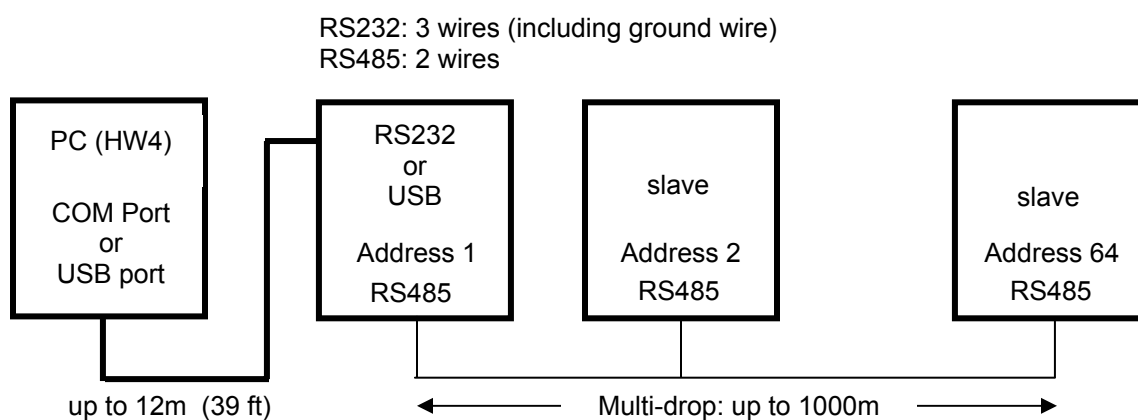 RS232: 3 wires (including ground wire)
RS485: 2 wires
PC (HW4)
COM Port
or
USB port
RS232
or
USB
Address 1
RS485
slave
Address 2
RS485
slave
Address 64
RS485
up to 12m (39 ft)
Multi-drop: up to 1000m